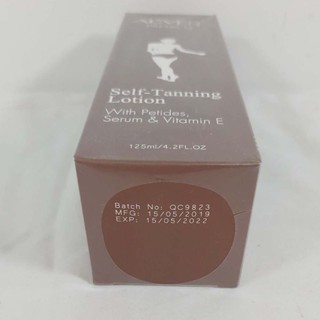 Self-Tanning
Lotion
With Petides,
Serum & Vitamin E
125ml/4.2FL.OZ
Batch No: QC9823
MFG: 15/05/2019
EXP: 15/05/2022